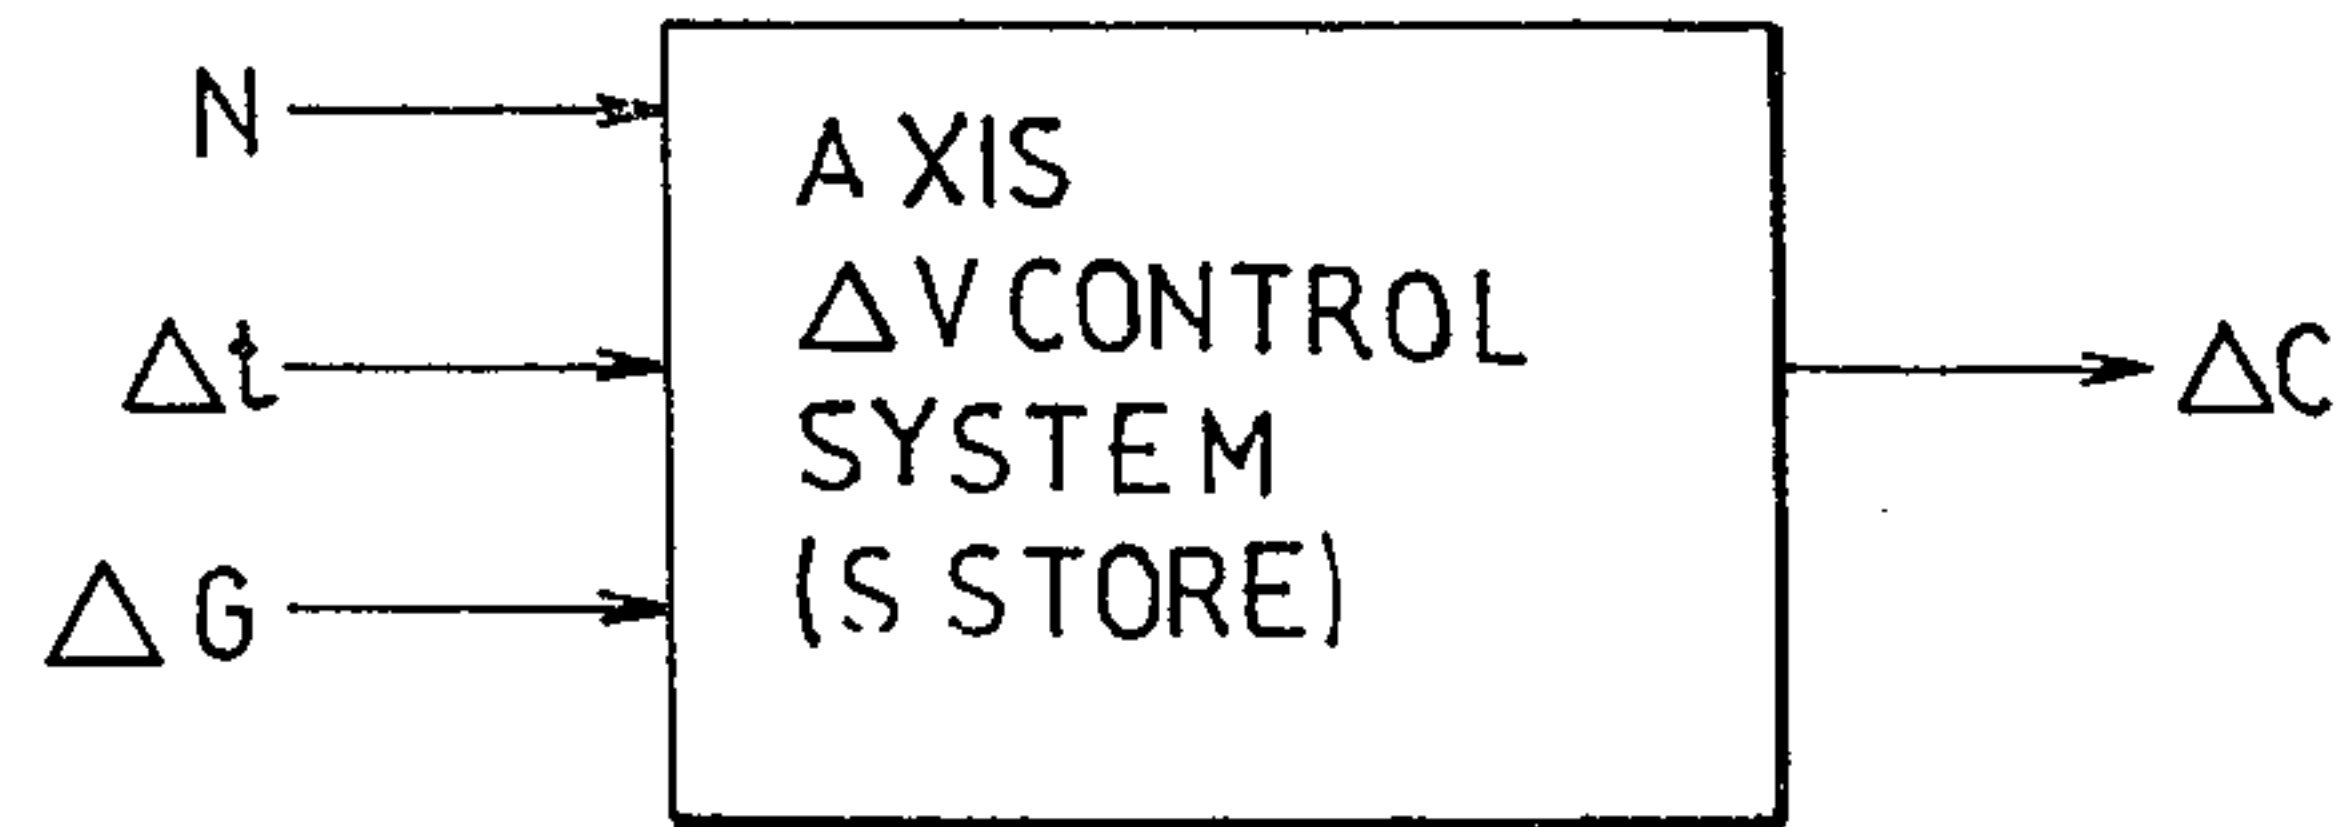 N
AXIS
ΔV CONTROL
Δt
ΔC
SYSTEM
(S STORE)
ΔG